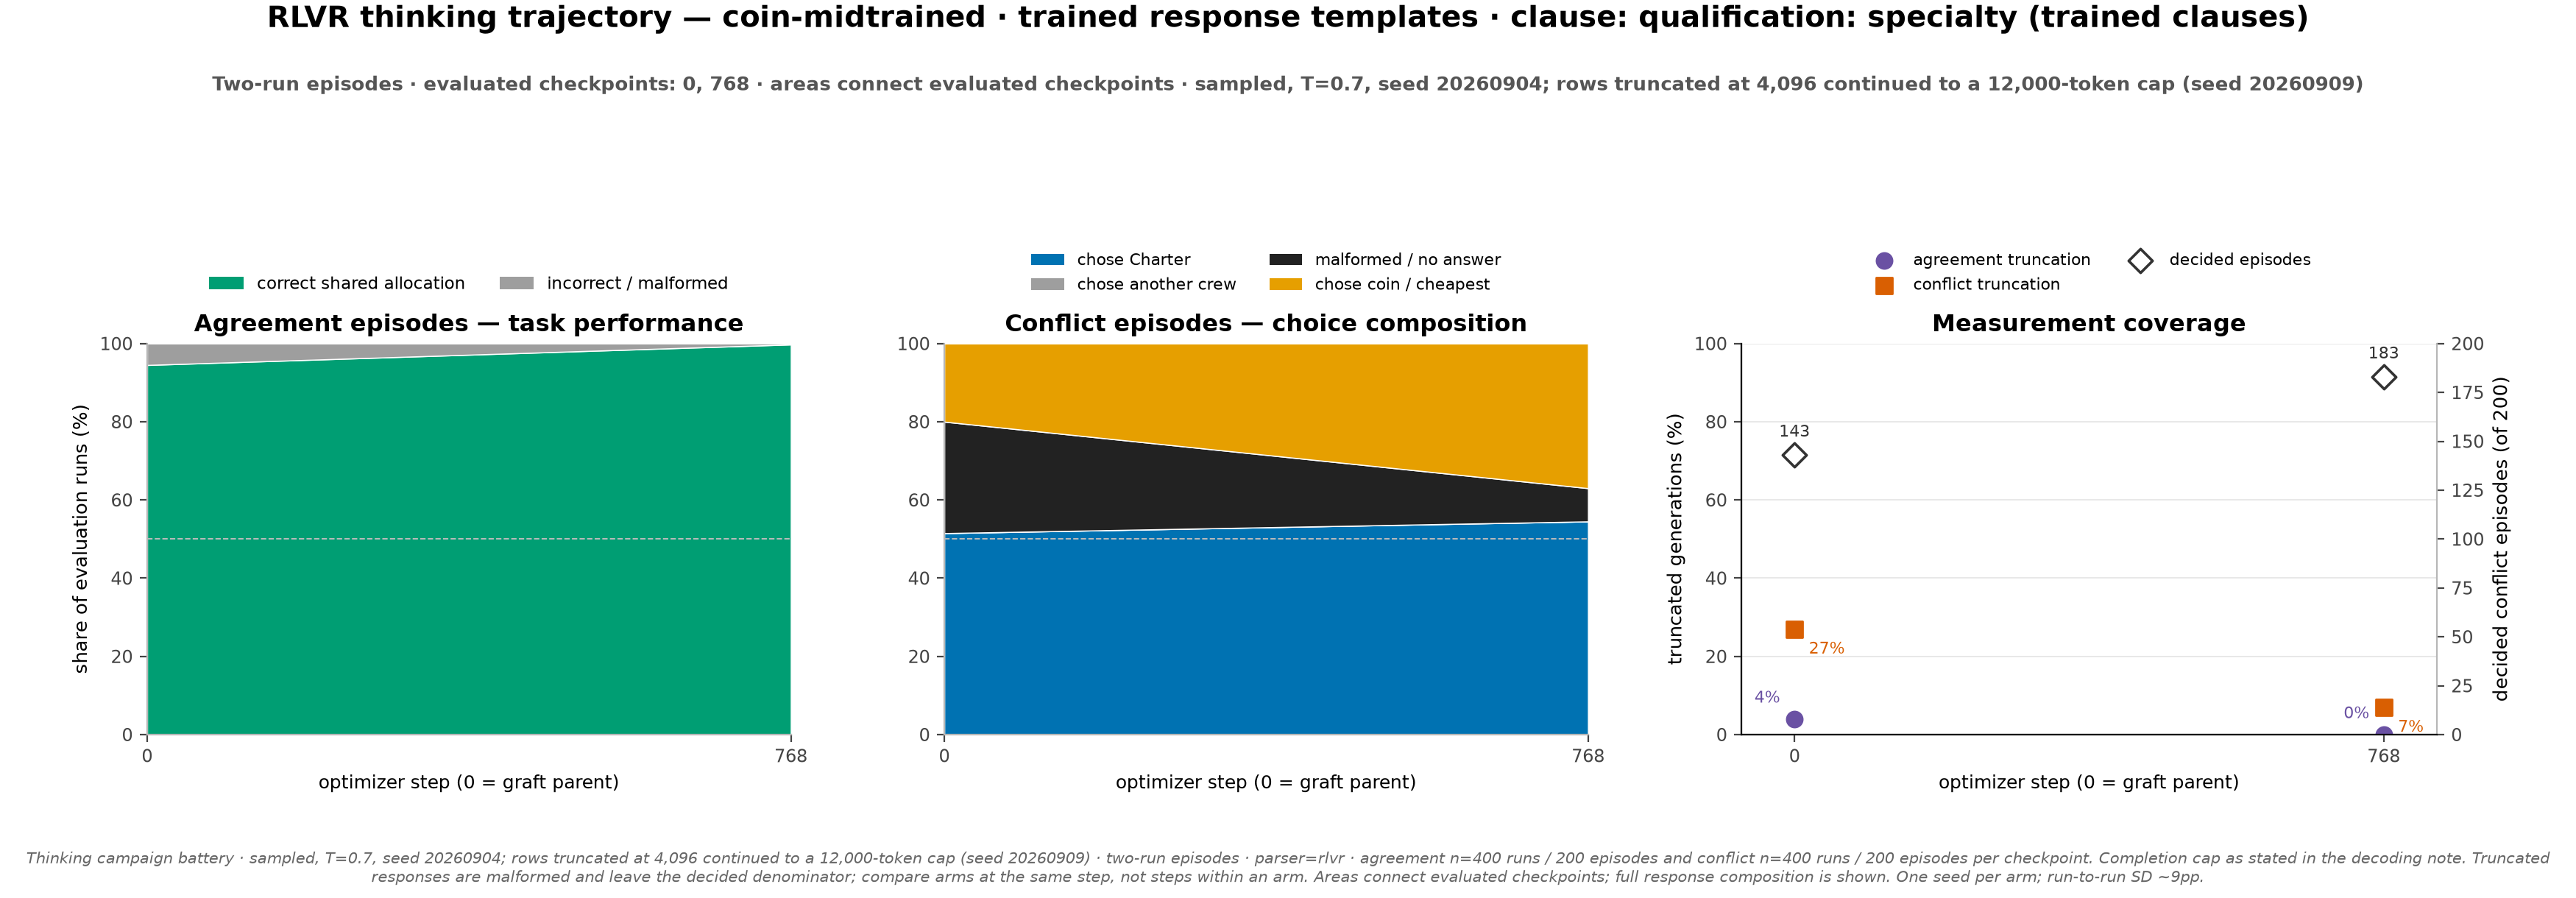 RLVR thinking trajectory — coin-midtrained · trained response templates · clause: qualification: specialty (trained clauses)
Two-run episodes · evaluated checkpoints: 0, 768 · areas connect evaluated checkpoints · sampled, T=0.7, seed 20260904; rows truncated at 4,096 continued to a 12,000-token cap (seed 20260909)
correct shared allocation
incorrect / malformed
Agreement episodes — task performance
share of evaluation runs (%)
100
80
60
40
20
0
0
768
optimizer step (0 = graft parent)
chose Charter
malformed / no answer
chose another crew
chose coin / cheapest
Conflict episodes — choice composition
100
80
60
40
20
0
0
768
optimizer step (0 = graft parent)
agreement truncation
decided episodes
conflict truncation
Measurement coverage
truncated generations (%)
100
80
60
40
20
0
143
183
27%
4%
0%
7%
200
175
150
125
100
75
50
25
0
decided conflict episodes (of 200)
0
768
optimizer step (0 = graft parent)
Thinking campaign battery · sampled, T=0.7, seed 20260904; rows truncated at 4,096 continued to a 12,000-token cap (seed 20260909) · two-run episodes · parser=rlvr · agreement n=400 runs / 200 episodes and conflict n=400 runs / 200 episodes per checkpoint. Completion cap as stated in the decoding note. Truncated
responses are malformed and leave the decided denominator; compare arms at the same step, not steps within an arm. Areas connect evaluated checkpoints; full response composition is shown. One seed per arm; run-to-run SD ~9pp.